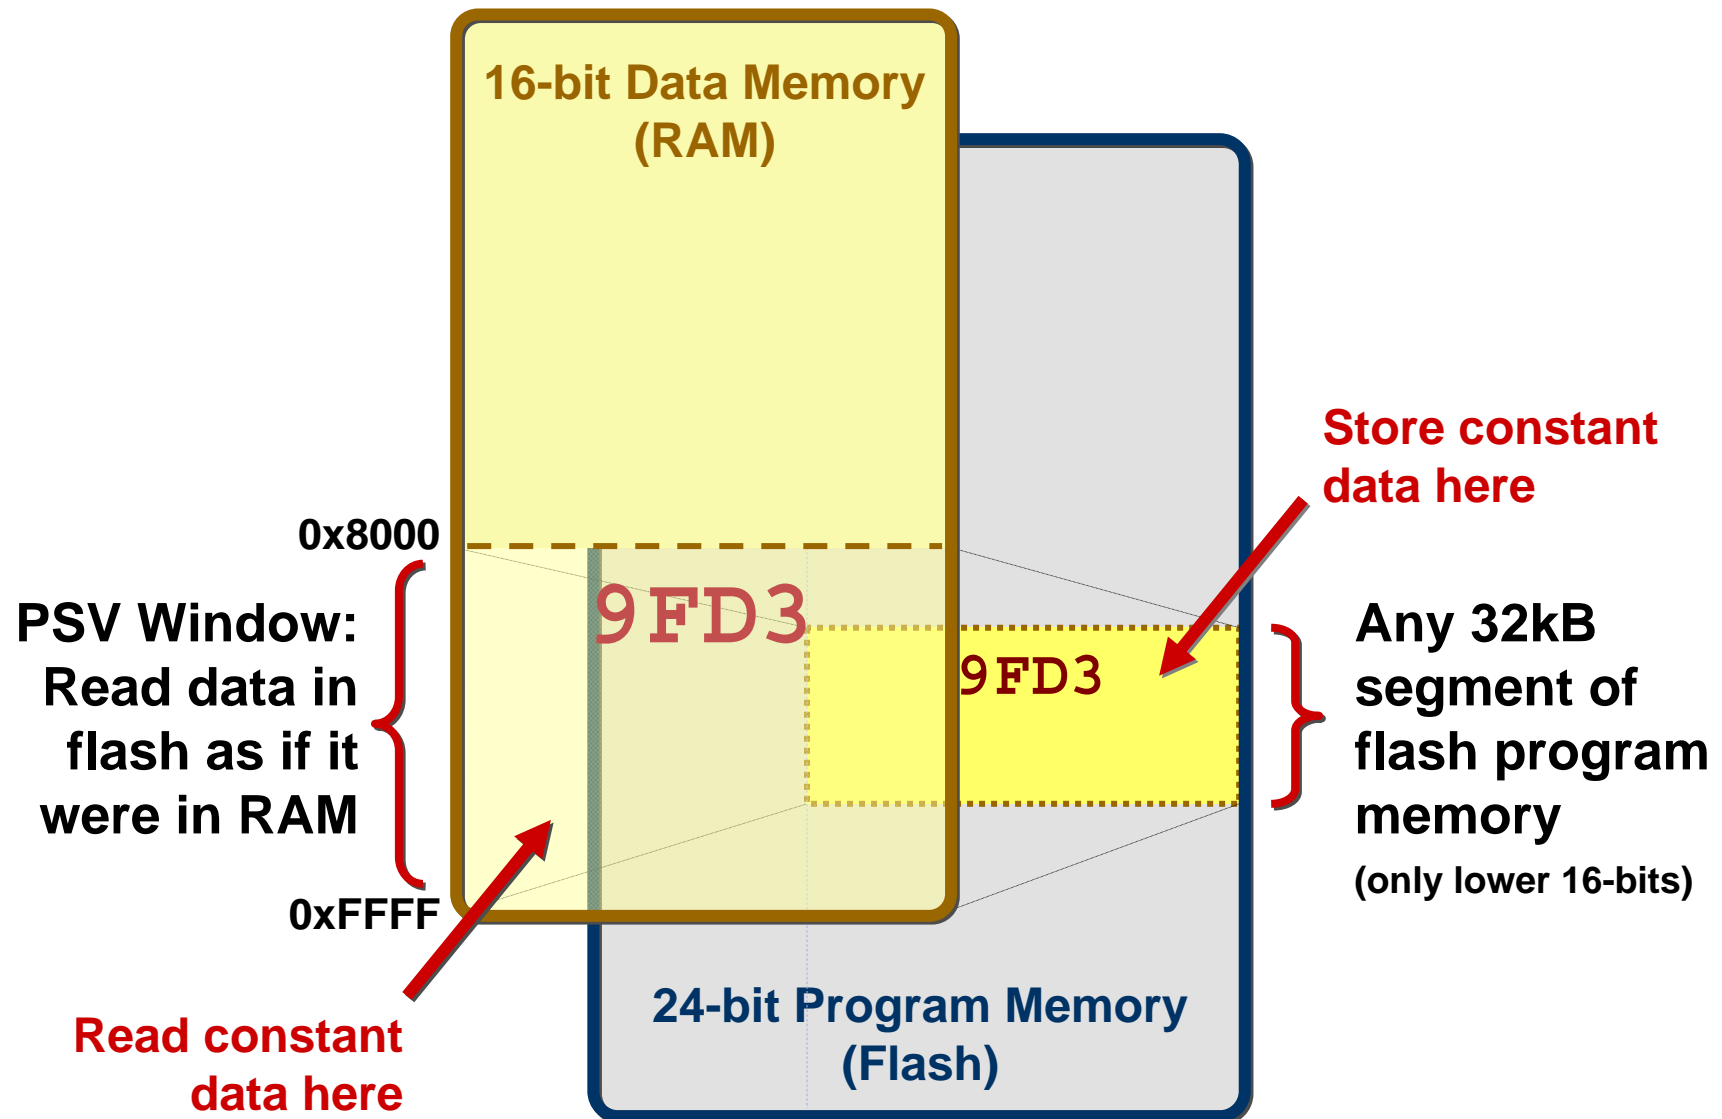 16-bit Data Memory
(RAM)
Store constant
data here
0x8000
PSV Window:
Read data in
flash as if it
were in RAM
9FD3
9FD3
Any 32kB
segment of
flash program
memory
(only lower 16-bits)
0xFFFF
24-bit Program Memory
(Flash)
Read constant
data here